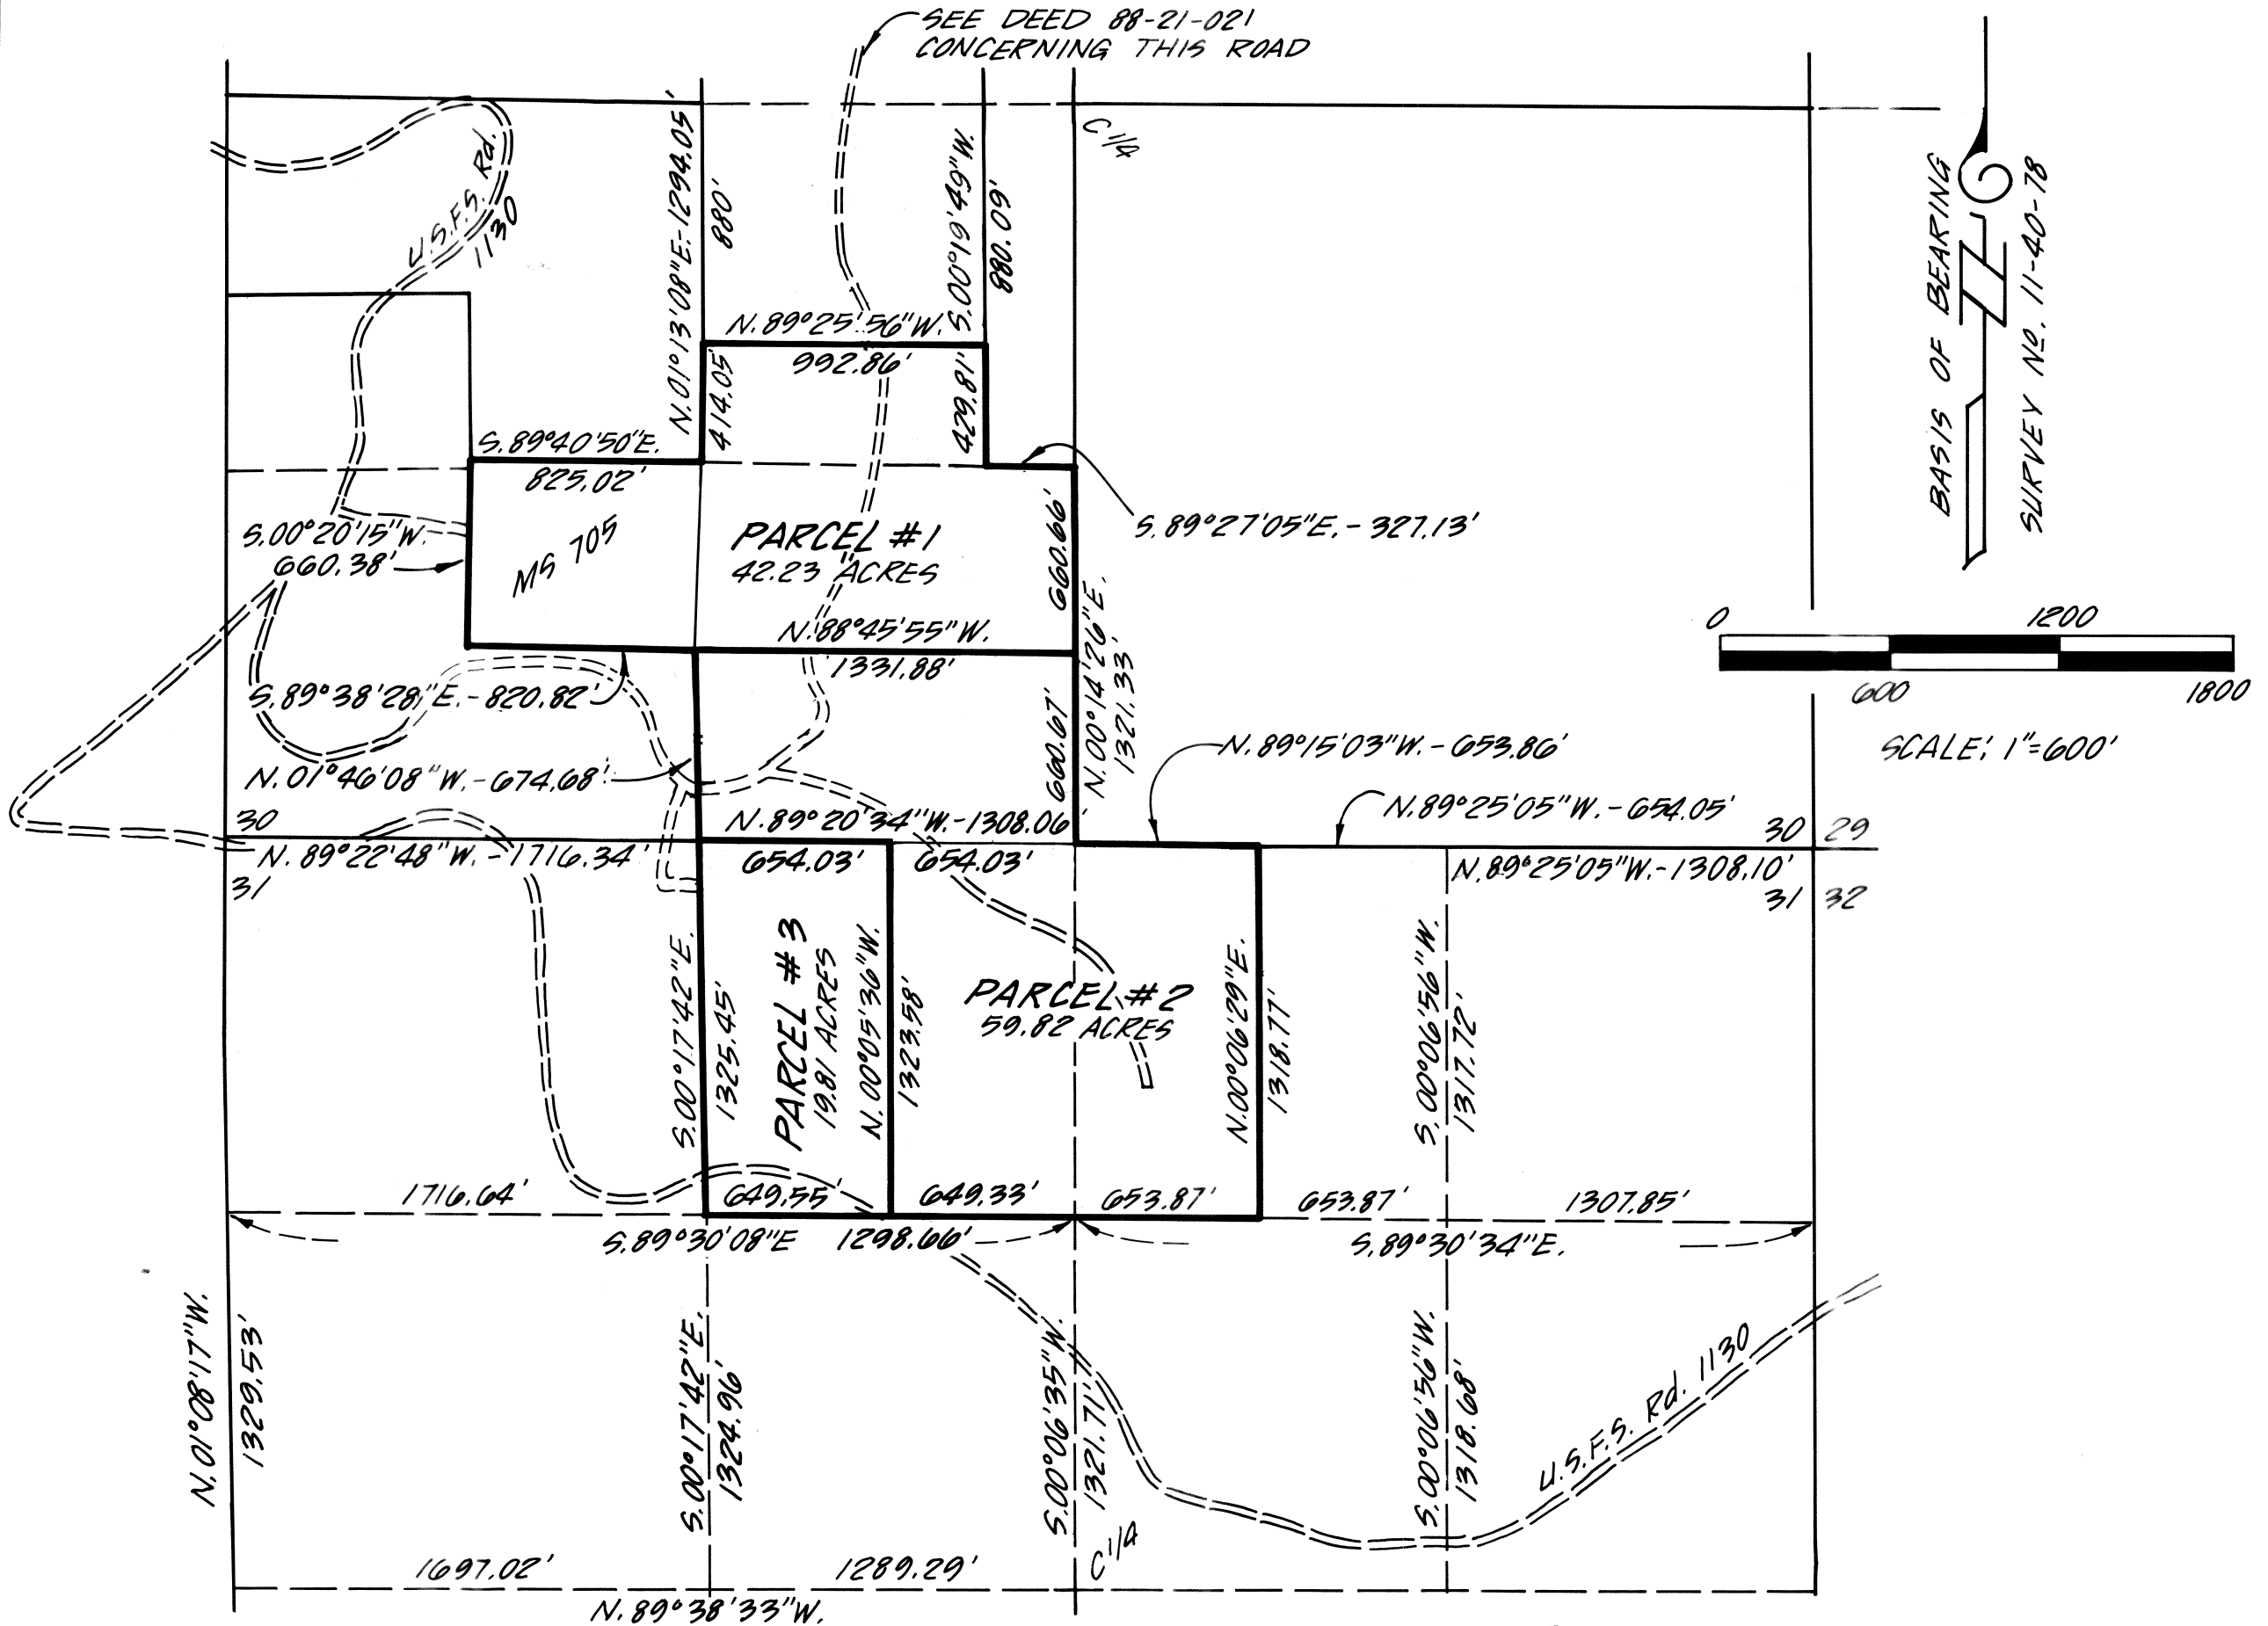 SEE DEED 88-21-021
CONCERNING THIS ROAD
C 1/4
U.S.F.S. Rd.
1130
N.01°13'08"E.-1294.05'
880'
S.00°19'49"W.
880.09'
BASIS OF BEARING
SURVEY No. 11-40-78
N.89°25'56"W.
992.86'
414.05'
429.81'
S.89°40'50"E.
825.02'
S.00°20'15"W.
660.38'
MS 705
PARCEL #1
42.23 ACRES
660.66'
S.89°27'05"E.-327.13'
N.88°45'55"W.
1331.88'
N.00°14'26"E.
1321.33'
0
1200
600
1800
SCALE: 1"=600'
S.89°38'28"E.-820.82'
660.67'
N.89°15'03"W.-653.86'
N.01°46'08"W.-674.68'
N.89°25'05"W.-654.05'
30
N.89°20'34"W.-1308.06'
30
29
N.89°22'48"W.-1716.34'
654.03'
654.03'
N.89°25'05"W.-1308.10'
31
31
32
S.00°17'42"E.
1325.45'
PARCEL #3
19.81 ACRES
N.00°05'36"W.
1323.58'
PARCEL #2
59.82 ACRES
N.00°06'29"E.
1318.77'
S.00°06'56"W.
1317.72'
1716.64'
649.55'
649.33'
653.87'
653.87'
1307.85'
S.89°30'08"E
1298.66'
S.89°30'34"E.
N.01°08'17"W.
1329.53'
S.00°17'42"E.
1324.96'
S.00°06'35"W.
1321.71'
S.00°06'56"W.
1318.68'
U.S.F.S. Rd. 1130
C 1/4
1697.02'
1289.29'
N.89°38'33"W.